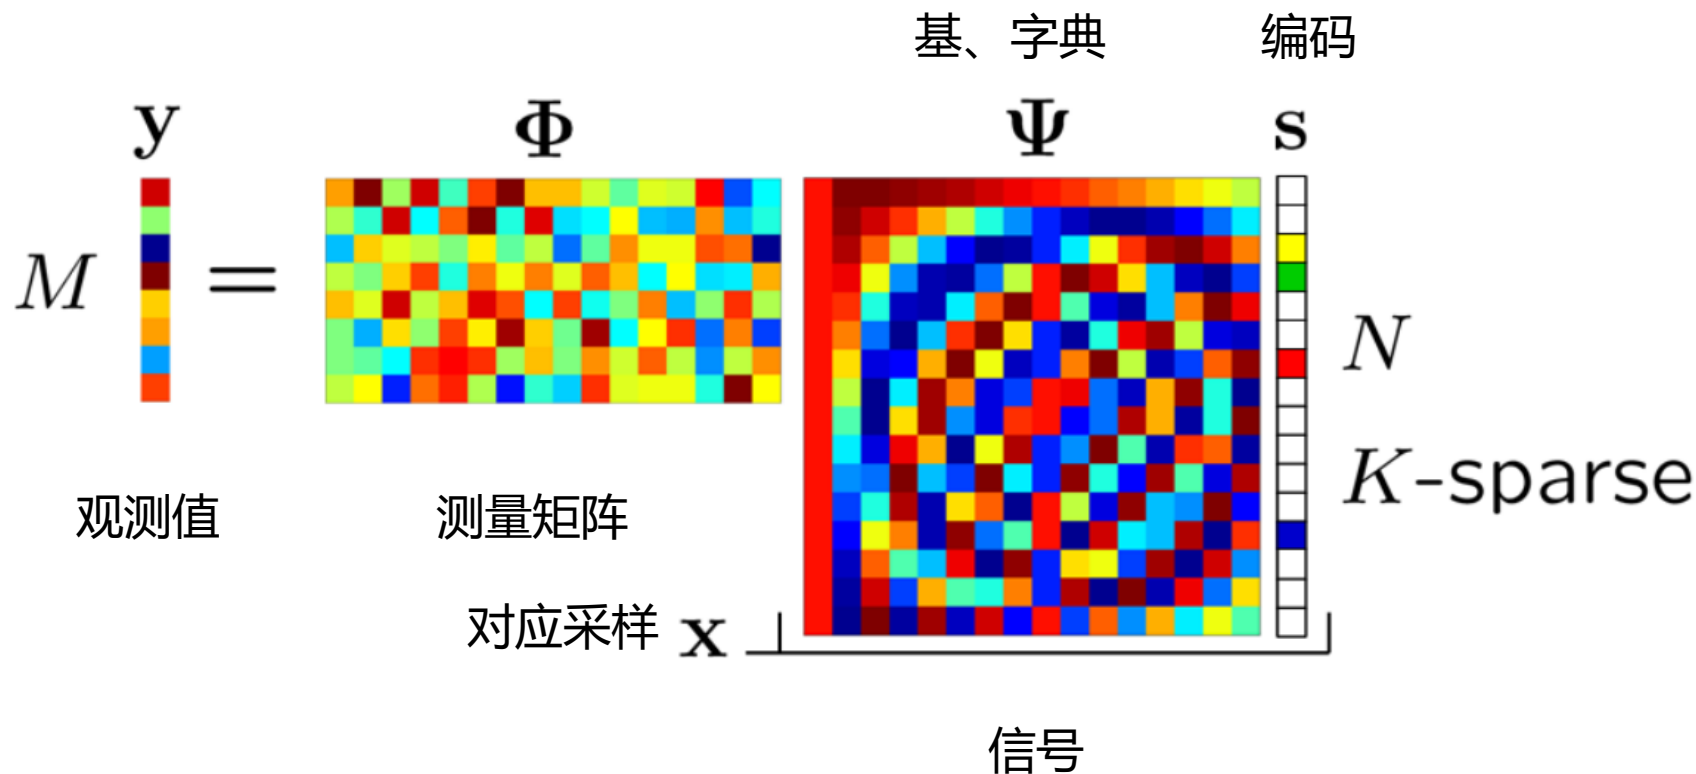 基、字典 编码
y Φ Ψ s
M =
N
K-sparse
观测值 测量矩阵
对应采样 x
信号